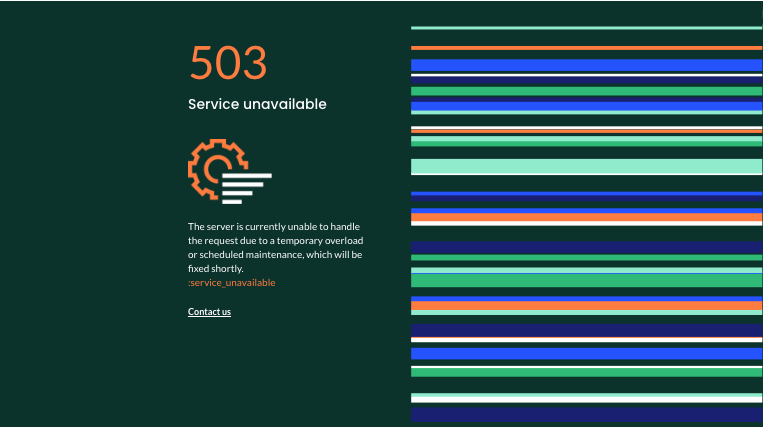 503
Service unavailable
The server is currently unable to handle
the request due to a temporary overload
or scheduled maintenance, which will be
fixed shortly.
:service_unavailable
Contact us